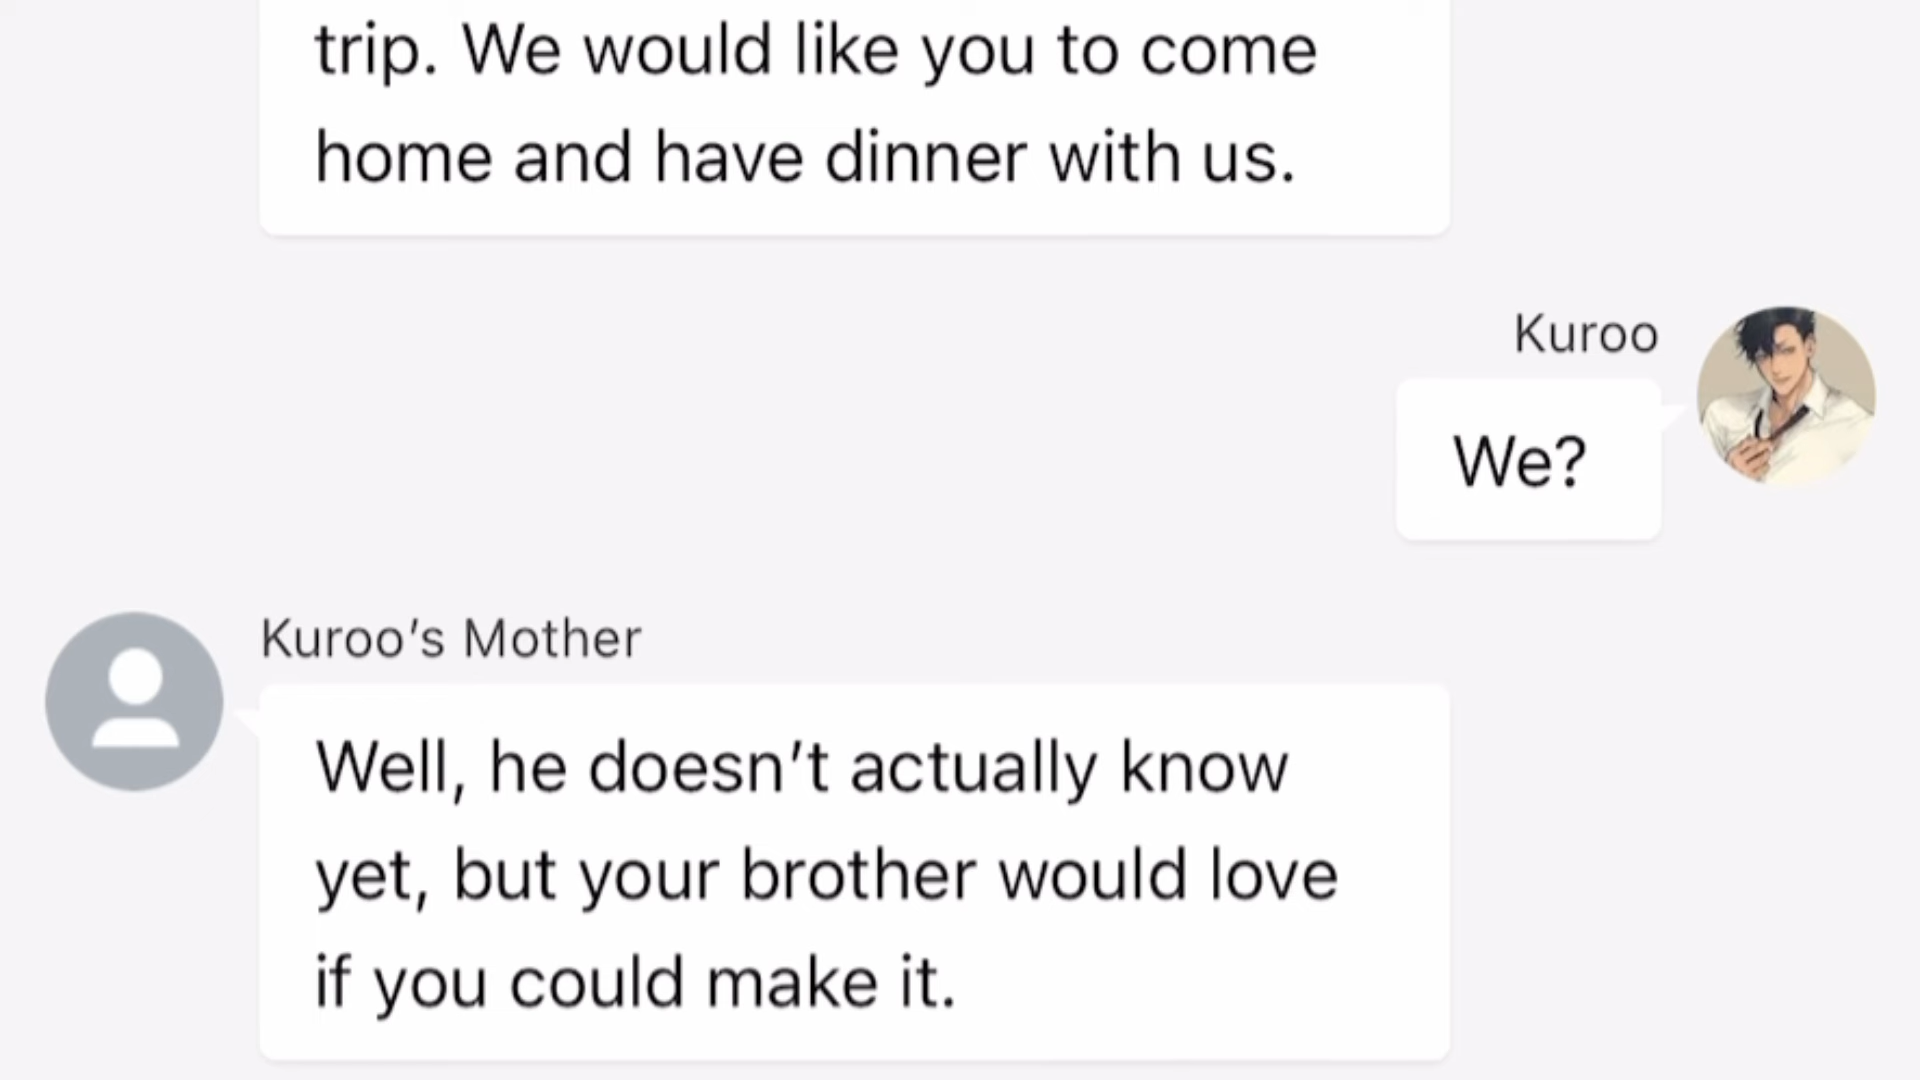 trip. We would like you to come
home and have dinner with us.
Kuroo
We?
Kuroo’s Mother
Well, he doesn’t actually know
yet, but your brother would love
if you could make it.